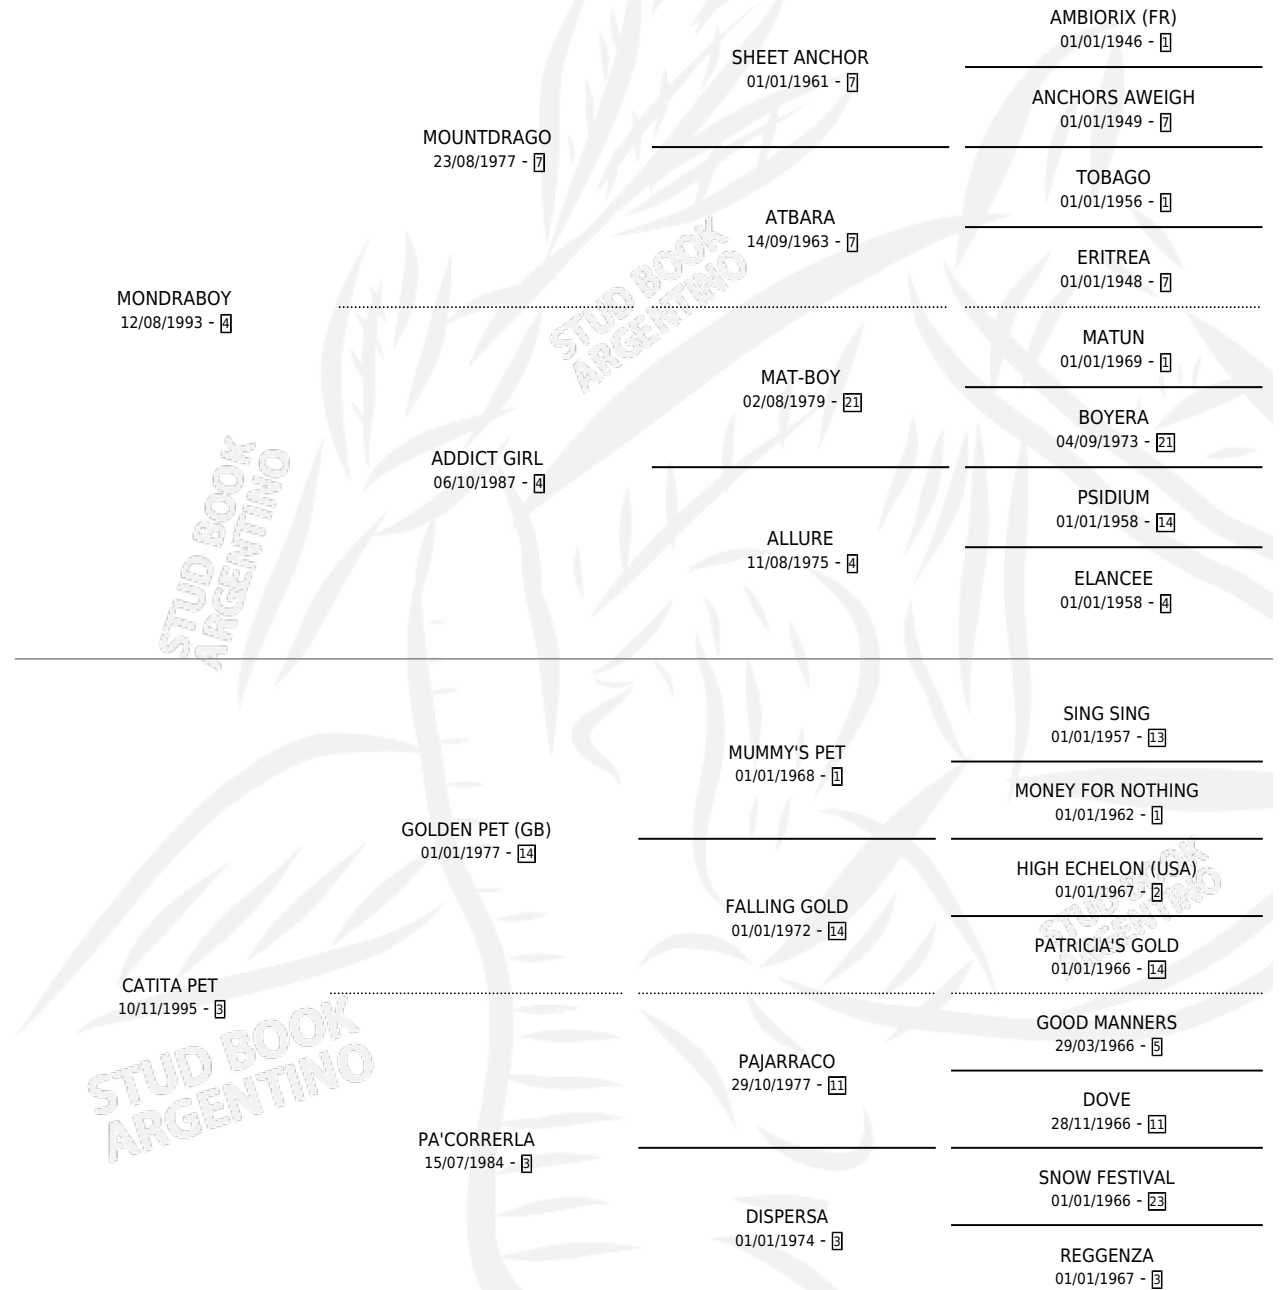 AMBIORIX (FR)
01/01/1946 - 1
SHEET ANCHOR
01/01/1961 - 7
ANCHORS AWEIGH
01/01/1949 - 7
MOUNTDRAGO
23/08/1977 - 7
TOBAGO
01/01/1956 - 1
ATBARA
14/09/1963 - 7
ERITREA
01/01/1948 - 7
MONDRABOY
12/08/1993 - 4
STUD BOOK
ARGENTINO
MATUN
01/01/1969 - 1
MAT-BOY
02/08/1979 - 21
BOYERA
04/09/1973 - 21
ADDICT GIRL
06/10/1987 - 4
PSIDIUM
01/01/1958 - 14
ALLURE
11/08/1975 - 4
ELANCEE
01/01/1958 - 4
STUD BOOK
ARGENTINO
SING SING
01/01/1957 - 13
MUMMY'S PET
01/01/1968 - 1
MONEY FOR NOTHING
01/01/1962 - 1
GOLDEN PET (GB)
01/01/1977 - 14
HIGH ECHELON (USA)
01/01/1967 - 2
FALLING GOLD
01/01/1972 - 14
STUD BOOK
ARGENTINO
PATRICIA'S GOLD
01/01/1966 - 14
CATITA PET
10/11/1995 - 3
STUD BOOK
ARGENTINO
GOOD MANNERS
29/03/1966 - 5
PAJARRACO
29/10/1977 - 11
DOVE
28/11/1966 - 11
PA'CORRERLA
15/07/1984 - 3
SNOW FESTIVAL
01/01/1966 - 23
DISPERSA
01/01/1974 - 3
REGGENZA
01/01/1967 - 3